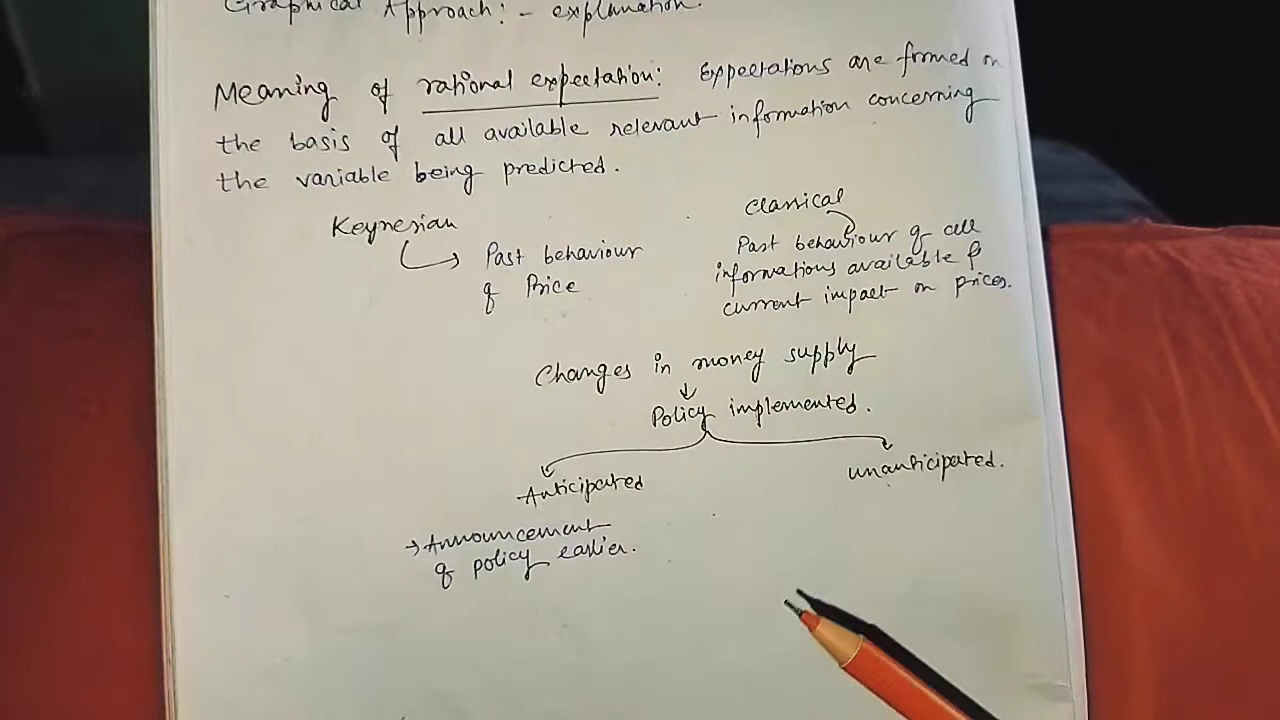 Graphical Approach: - explanation.
Meaning of rational expectation: Expectations are formed on
the basis of all available relevant information concerning
the variable being predicted.
Keynesian
Past behaviour
of Price
Classical
Past behaviour of all
informations available &
current impact on prices.
Changes in money supply
Policy implemented.
Anticipated
unanticipated.
→ Announcement
of policy earlier.